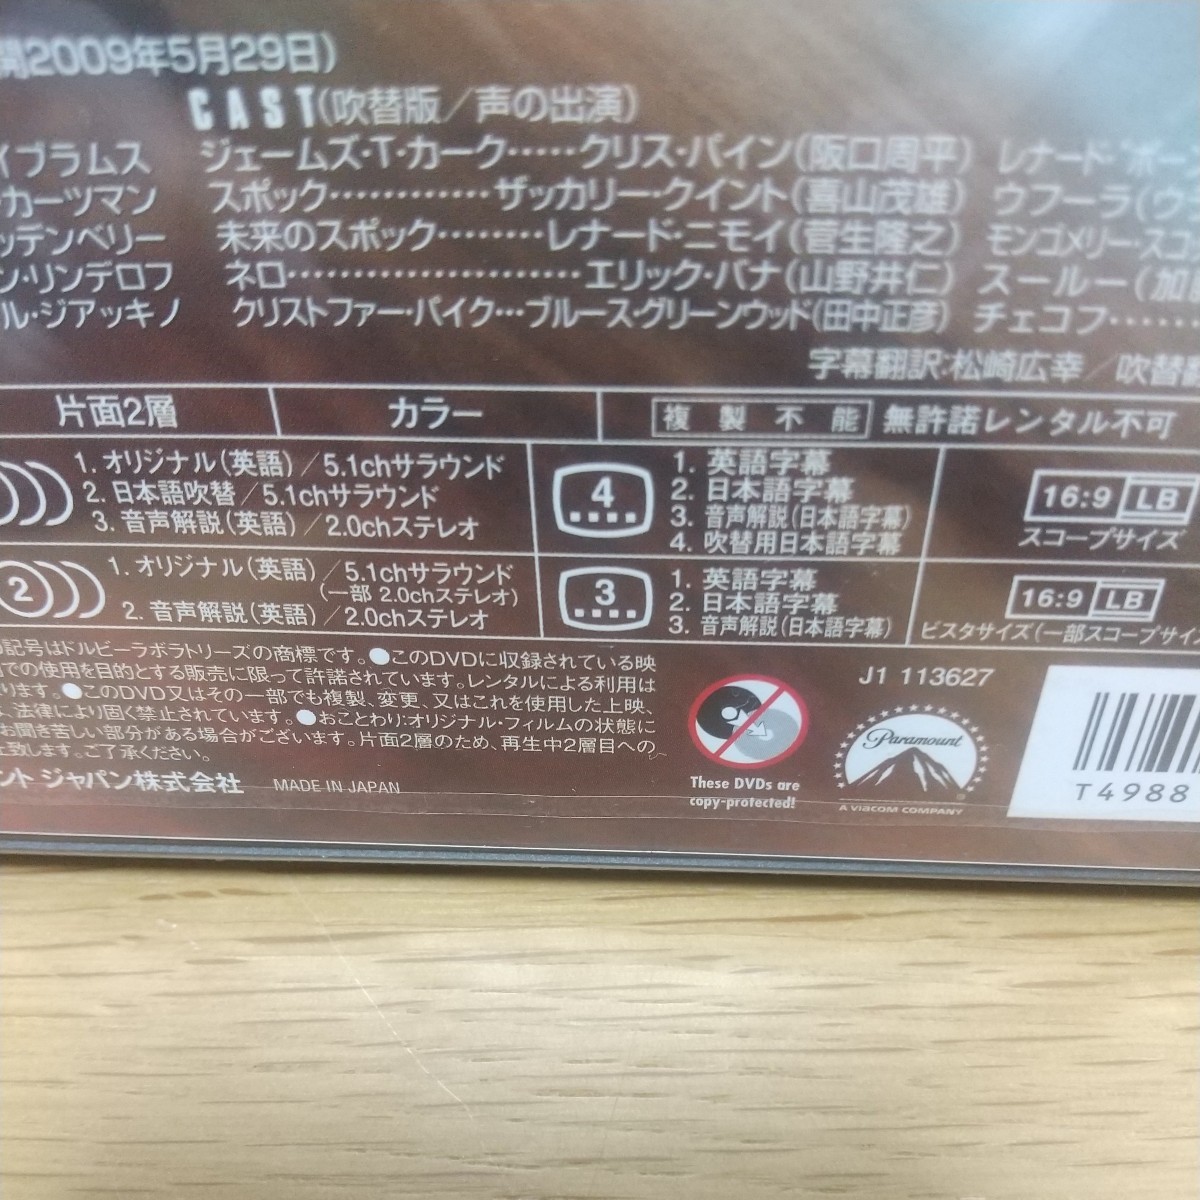 開2009年5月29日)
CAST(吹替版/声の出演)
イブラムス ジェームズ・T・カーク……クリス・パイン(阪口周平) レナード・
・カーツマン スポック…………ザッカリー・クイント(喜山茂雄) ウフーラ(
ッテンベリー 未来のスポック………レナード・ニモイ(菅生隆之) モンゴメリー・スコ
ン・リンデロフ ネロ……………………エリック・バナ(山野井仁) スールー(加
ル・ジアッキノ クリストファー・パイク…ブルース・グリーンウッド(田中正彦) チェコフ……
字幕翻訳:松崎広幸/吹替
片面2層 カラー 複製不能 無許諾レンタル不可
1. オリジナル(英語)/5.1chサラウンド
2. 日本語吹替/5.1chサラウンド
3. 音声解説(英語)/2.0chステレオ
4
1. 英語字幕
2. 日本語字幕
3. 音声解説(日本語字幕)
4. 吹替用日本語字幕
16:9 LB
スコープサイズ
2
1. オリジナル(英語)/5.1chサラウンド
(一部 2.0chステレオ)
2. 音声解説(英語)/2.0chステレオ
3
1. 英語字幕
2. 日本語字幕
3. 音声解説(日本語字幕)
16:9 LB
ビスタサイズ(一部スコープサイ
記号はドルビーラボラトリーズの商標です。●このDVDに収録されている映
での使用を目的とする販売に限って許諾されています。レンタルによる利用は
ります。●このDVD又はその一部でも複製、変更、又はこれを使用した上映、
、法律により固く禁止されています。●おことわり:オリジナル・フィルムの状態に
お聞き苦しい部分がある場合がございます。片面2層のため、再生中2層目への
致します。ご了承ください。
ント ジャパン株式会社 MADE IN JAPAN
These DVDs are
copy-protected!
J1 113627
Paramount
A VIACOM COMPANY
T4988